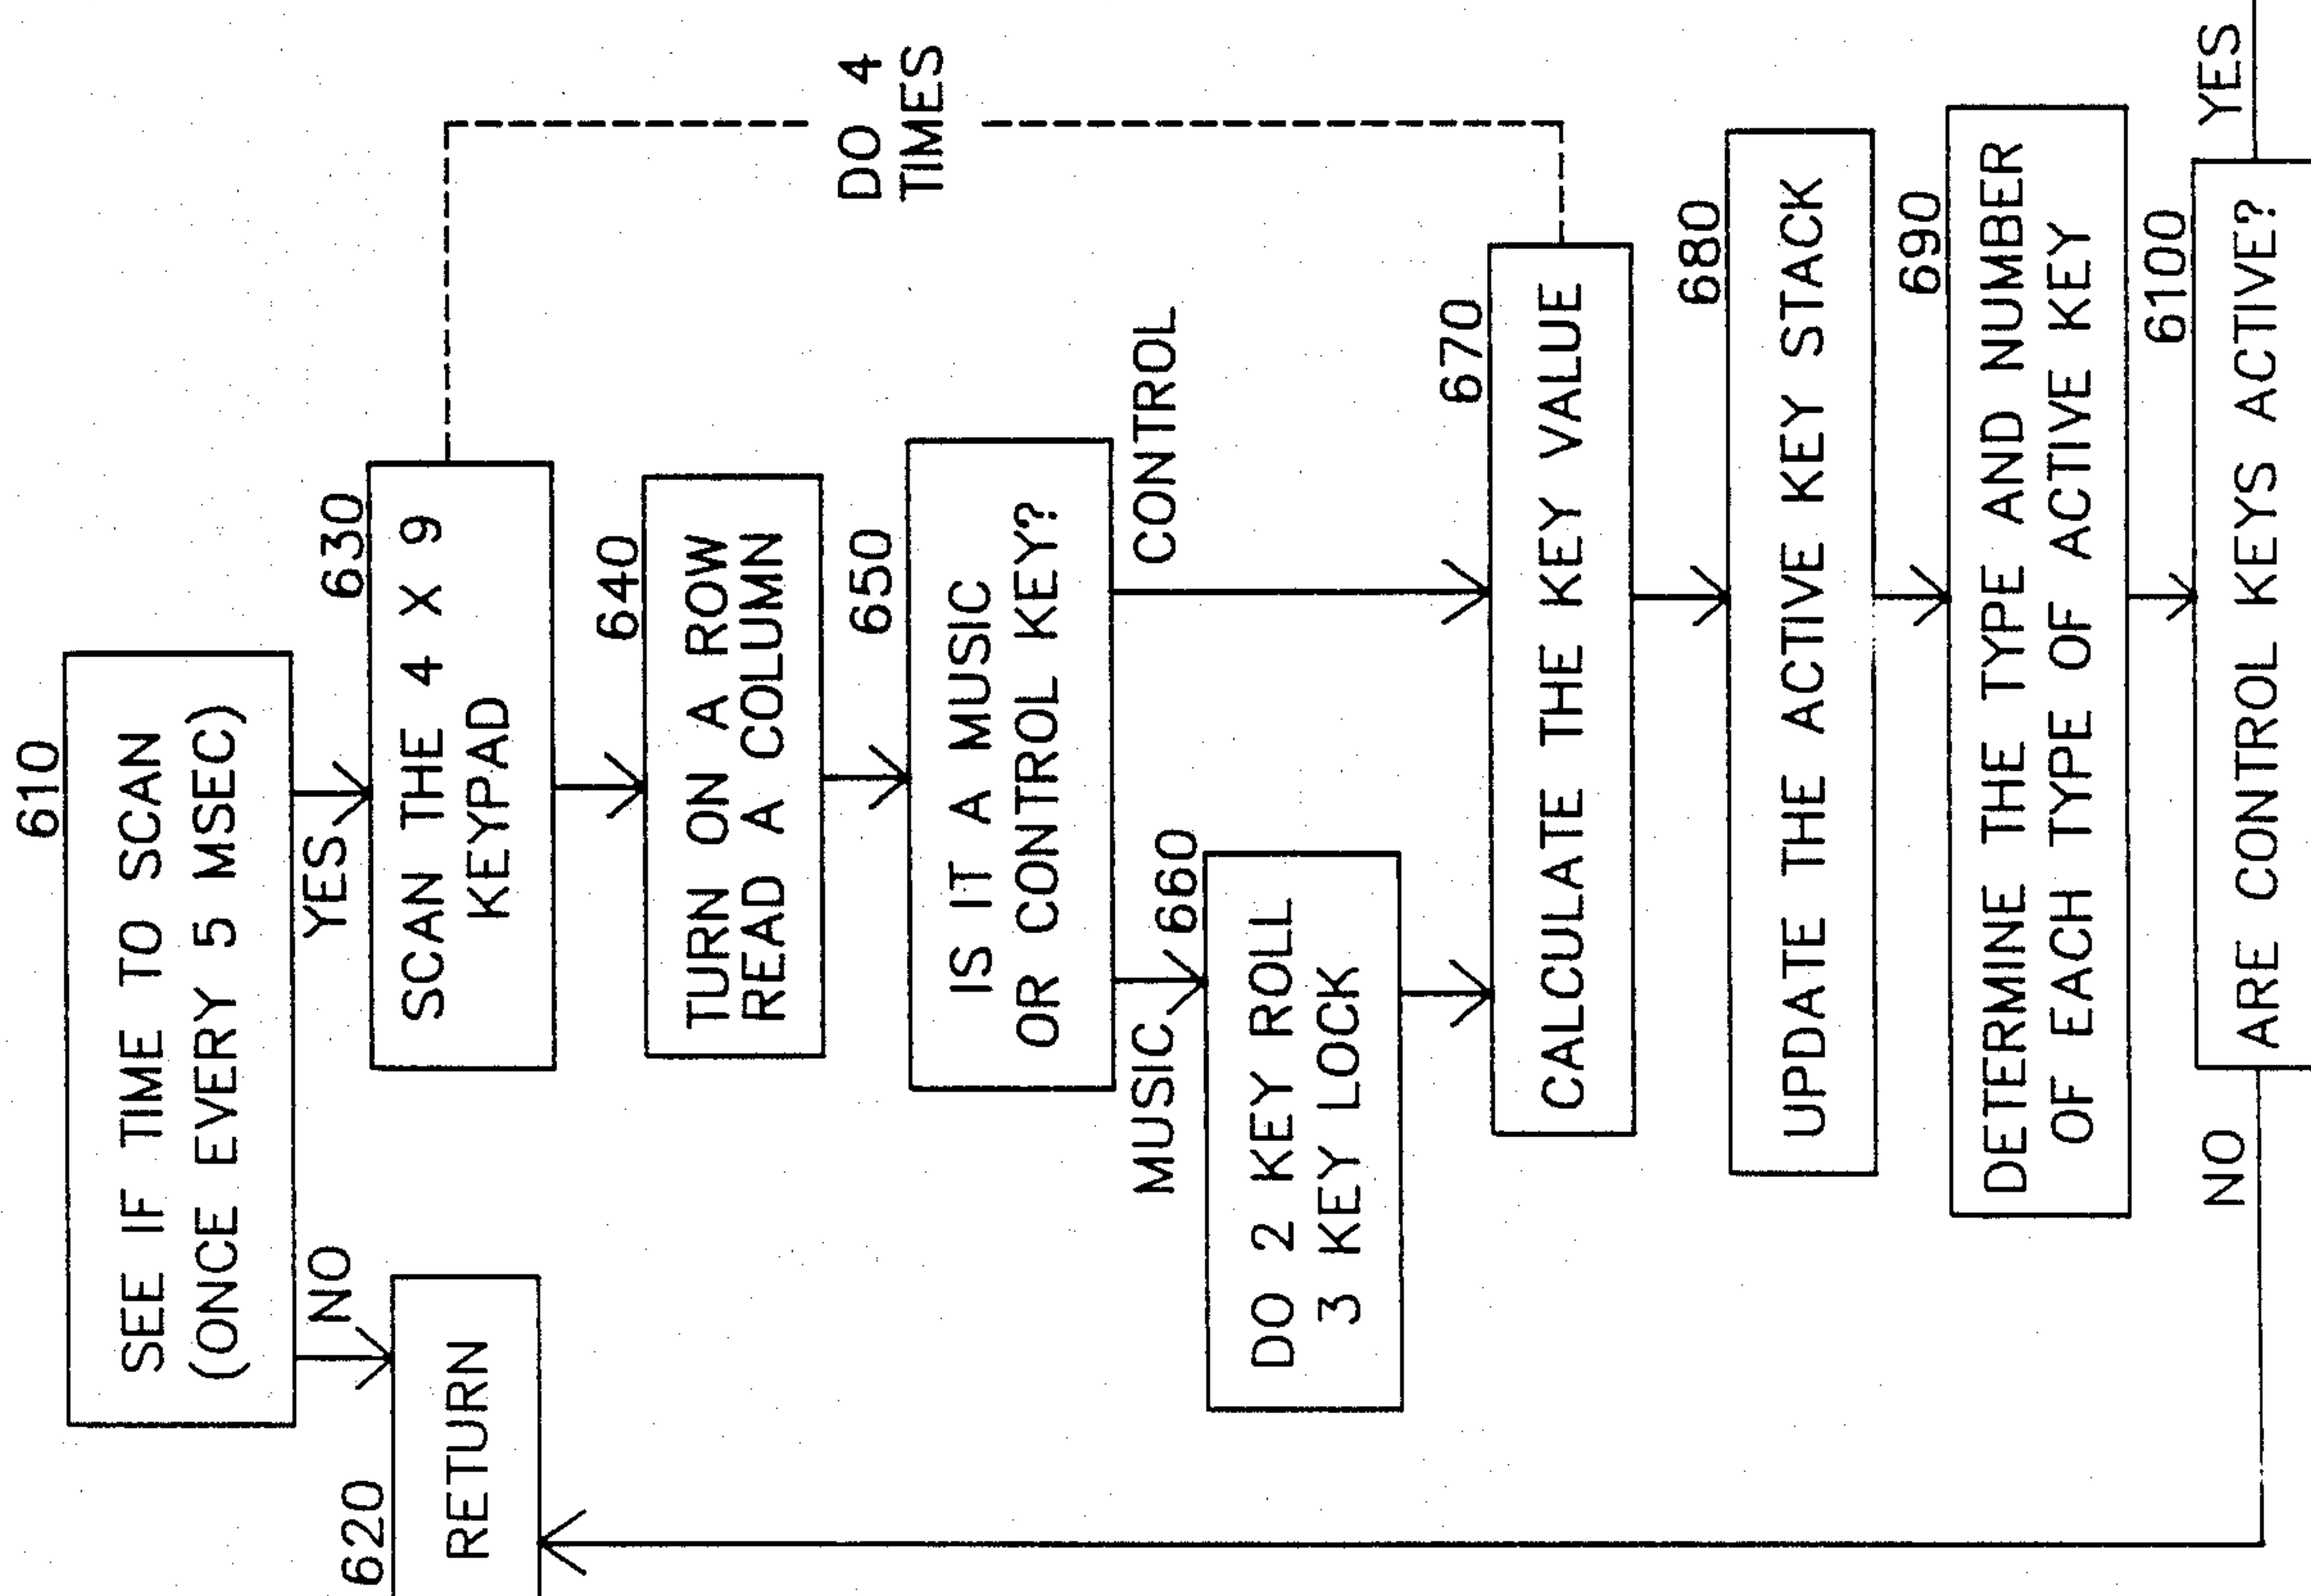 610
SEE IF TIME TO SCAN
(ONCE EVERY 5 MSEC)
NO
YES
620
RETURN
630
SCAN THE 4 X 9
KEYPAD
DO 4
TIMES
640
TURN ON A ROW
READ A COLUMN
650
IS IT A MUSIC
OR CONTROL KEY?
MUSIC
CONTROL
660
DO 2 KEY ROLL
3 KEY LOCK
670
CALCULATE THE KEY VALUE
680
UPDATE THE ACTIVE KEY STACK
690
DETERMINE THE TYPE AND NUMBER
OF EACH TYPE OF ACTIVE KEY
6100
ARE CONTROL KEYS ACTIVE?
NO
YES